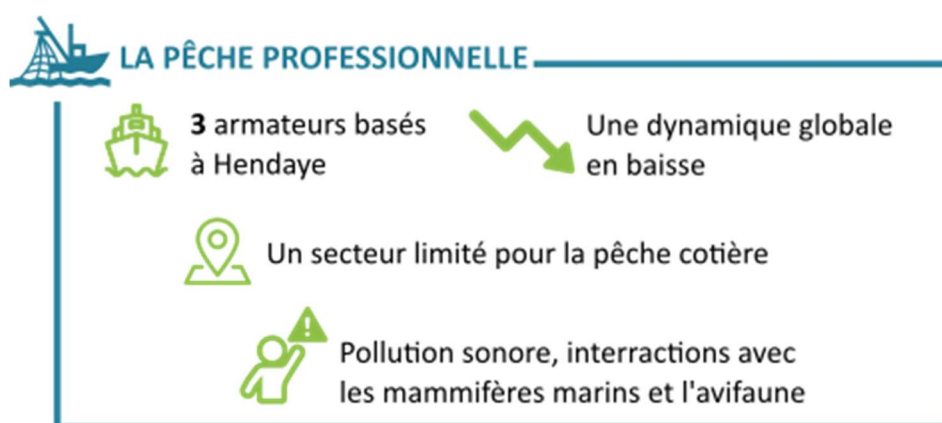 LA PÊCHE PROFESSIONNELLE
3 armateurs basés
à Hendaye
Une dynamique globale
en baisse
Un secteur limité pour la pêche cotière
Pollution sonore, interractions avec
les mammifères marins et l'avifaune